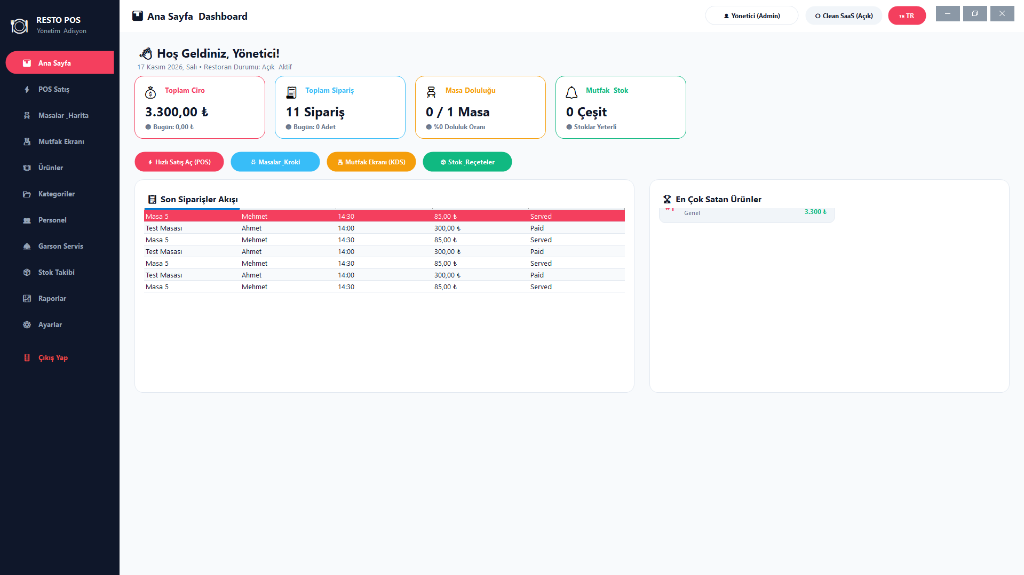 RESTO POS
Yonetim Adisyon
Ana Sayfa
POS Satış
Masalar _Harita
Mutfak Ekranı
Ürünler
Kategoriler
Personel
Garson Servis
Stok Takibi
Raporlar
Ayarlar
Çıkış Yap
Ana Sayfa Dashboard
Yönetici (Admin)
Clean SaaS (Açık)
TR
Hoş Geldiniz, Yönetici!
17 Kasım 2026, Salı • Restoran Durumu: Açık Aktif
Toplam Ciro
3.300,00 ₺
Bugün: 0,00 ₺
Toplam Sipariş
11 Sipariş
Bugün: 0 Adet
Masa Doluluğu
0 / 1 Masa
%0 Doluluk Oranı
Mutfak Stok
0 Çeşit
Stoklar Yeterli
Hızlı Satış Aç (POS)
Masalar Kroki
Mutfak Ekranı (KDS)
Stok Reçeteler
Son Siparişler Akışı
Masa 5 Mehmet 14:30 85,00 ₺ Served
Test Masası Ahmet 14:00 300,00 ₺ Paid
Masa 5 Mehmet 14:30 85,00 ₺ Served
Test Masası Ahmet 14:00 300,00 ₺ Paid
Masa 5 Mehmet 14:30 85,00 ₺ Served
Test Masası Ahmet 14:00 300,00 ₺ Paid
Masa 5 Mehmet 14:30 85,00 ₺ Served
En Çok Satan Ürünler
Genel 3.300 ₺